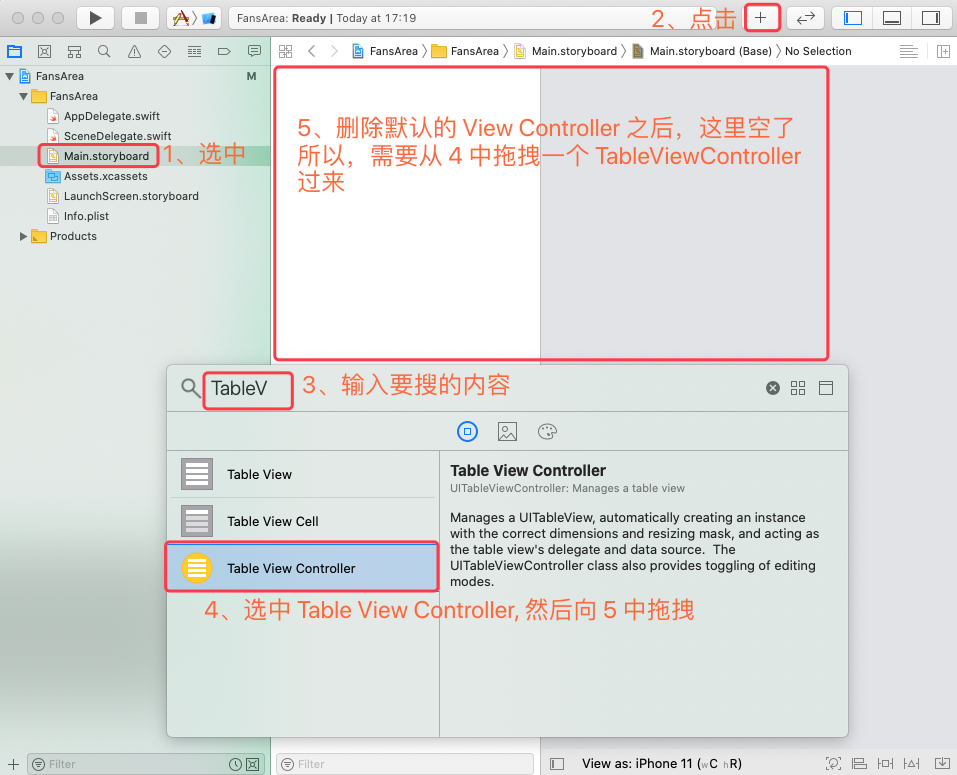 FansArea: Ready | Today at 17:19
2、点击
FansArea
FansArea
Main.storyboard
Main.storyboard (Base)
No Selection
FansArea
M
FansArea
AppDelegate.swift
SceneDelegate.swift
Main.storyboard
1、选中
Assets.xcassets
LaunchScreen.storyboard
Info.plist
Products
5、删除默认的 View Controller 之后，这里空了
所以，需要从 4 中拖拽一个 TableViewController
过来
TableV
3、输入要搜的内容
Table View
Table View Cell
Table View Controller
Table View Controller
UITableViewController: Manages a table view
Manages a UITableView, automatically creating an instance
with the correct dimensions and resizing mask, and acting as
the table view's delegate and data source. The
UITableViewController class also provides toggling of editing
modes.
4、选中 Table View Controller, 然后向 5 中拖拽
Filter
Filter
View as: iPhone 11 (wC hR)